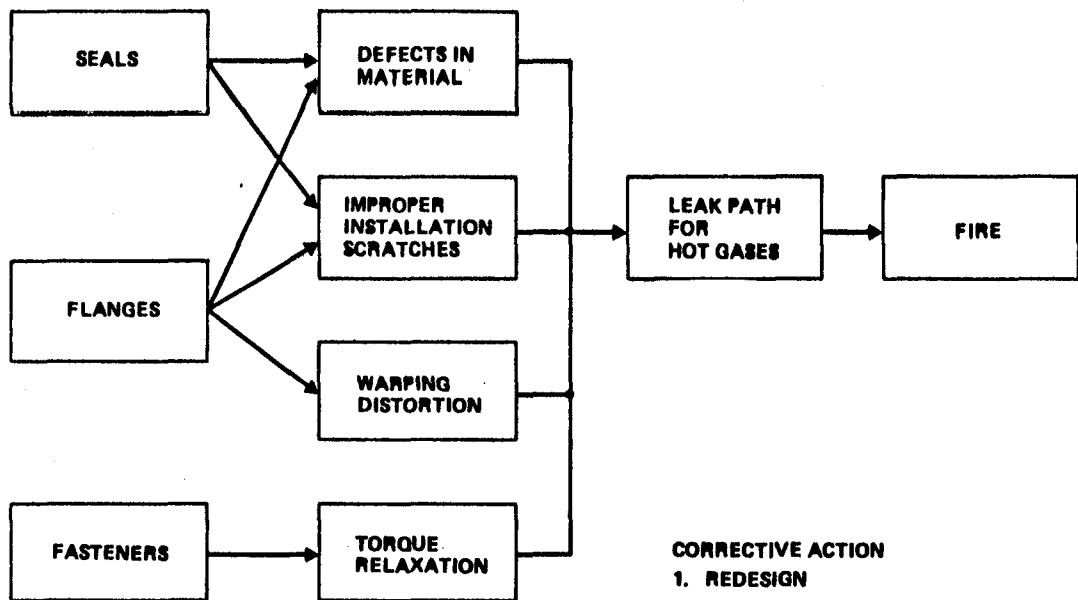 SEALS
DEFECTS IN
MATERIAL
IMPROPER
INSTALLATION
SCRATCHES
LEAK PATH
FOR
HOT GASES
FIRE
FLANGES
WARPING
DISTORTION
FASTENERS
TORQUE
RELAXATION
CORRECTIVE ACTION
1. REDESIGN